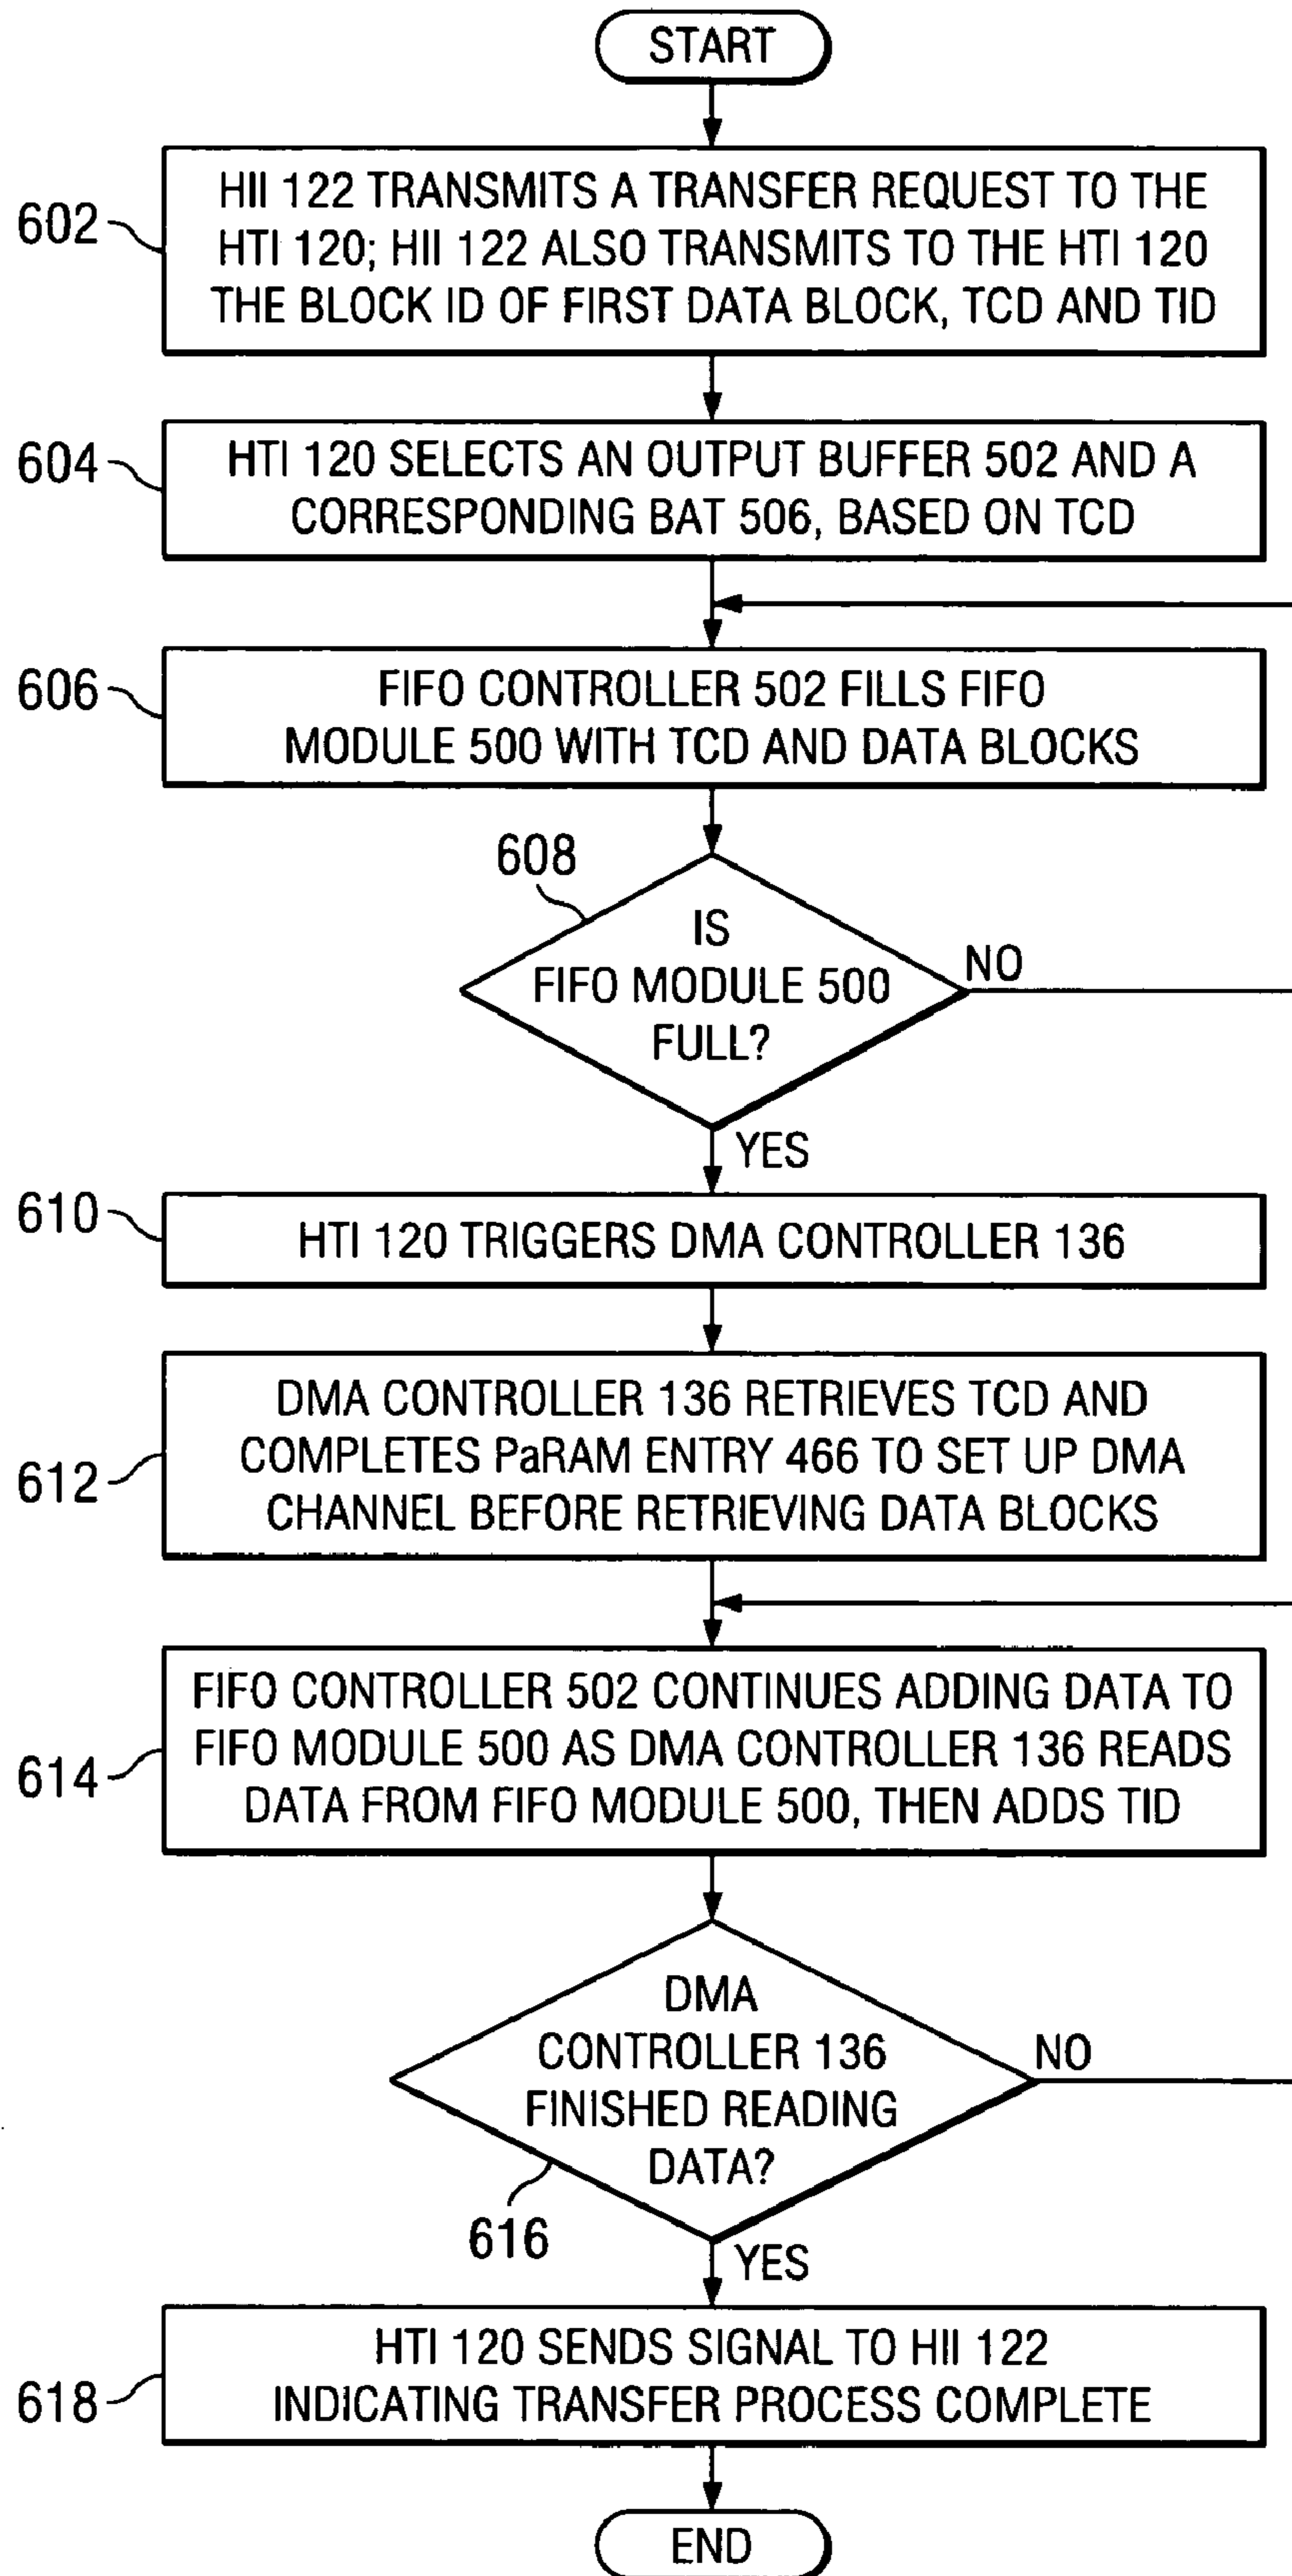 START
602
HII 122 TRANSMITS A TRANSFER REQUEST TO THE
HTI 120; HII 122 ALSO TRANSMITS TO THE HTI 120
THE BLOCK ID OF FIRST DATA BLOCK, TCD AND TID
604
HTI 120 SELECTS AN OUTPUT BUFFER 502 AND A
CORRESPONDING BAT 506, BASED ON TCD
606
FIFO CONTROLLER 502 FILLS FIFO
MODULE 500 WITH TCD AND DATA BLOCKS
608
IS
FIFO MODULE 500
FULL?
NO
YES
610
HTI 120 TRIGGERS DMA CONTROLLER 136
612
DMA CONTROLLER 136 RETRIEVES TCD AND
COMPLETES PaRAM ENTRY 466 TO SET UP DMA
CHANNEL BEFORE RETRIEVING DATA BLOCKS
614
FIFO CONTROLLER 502 CONTINUES ADDING DATA TO
FIFO MODULE 500 AS DMA CONTROLLER 136 READS
DATA FROM FIFO MODULE 500, THEN ADDS TID
DMA
CONTROLLER 136
FINISHED READING
DATA?
NO
616
YES
618
HTI 120 SENDS SIGNAL TO HII 122
INDICATING TRANSFER PROCESS COMPLETE
END